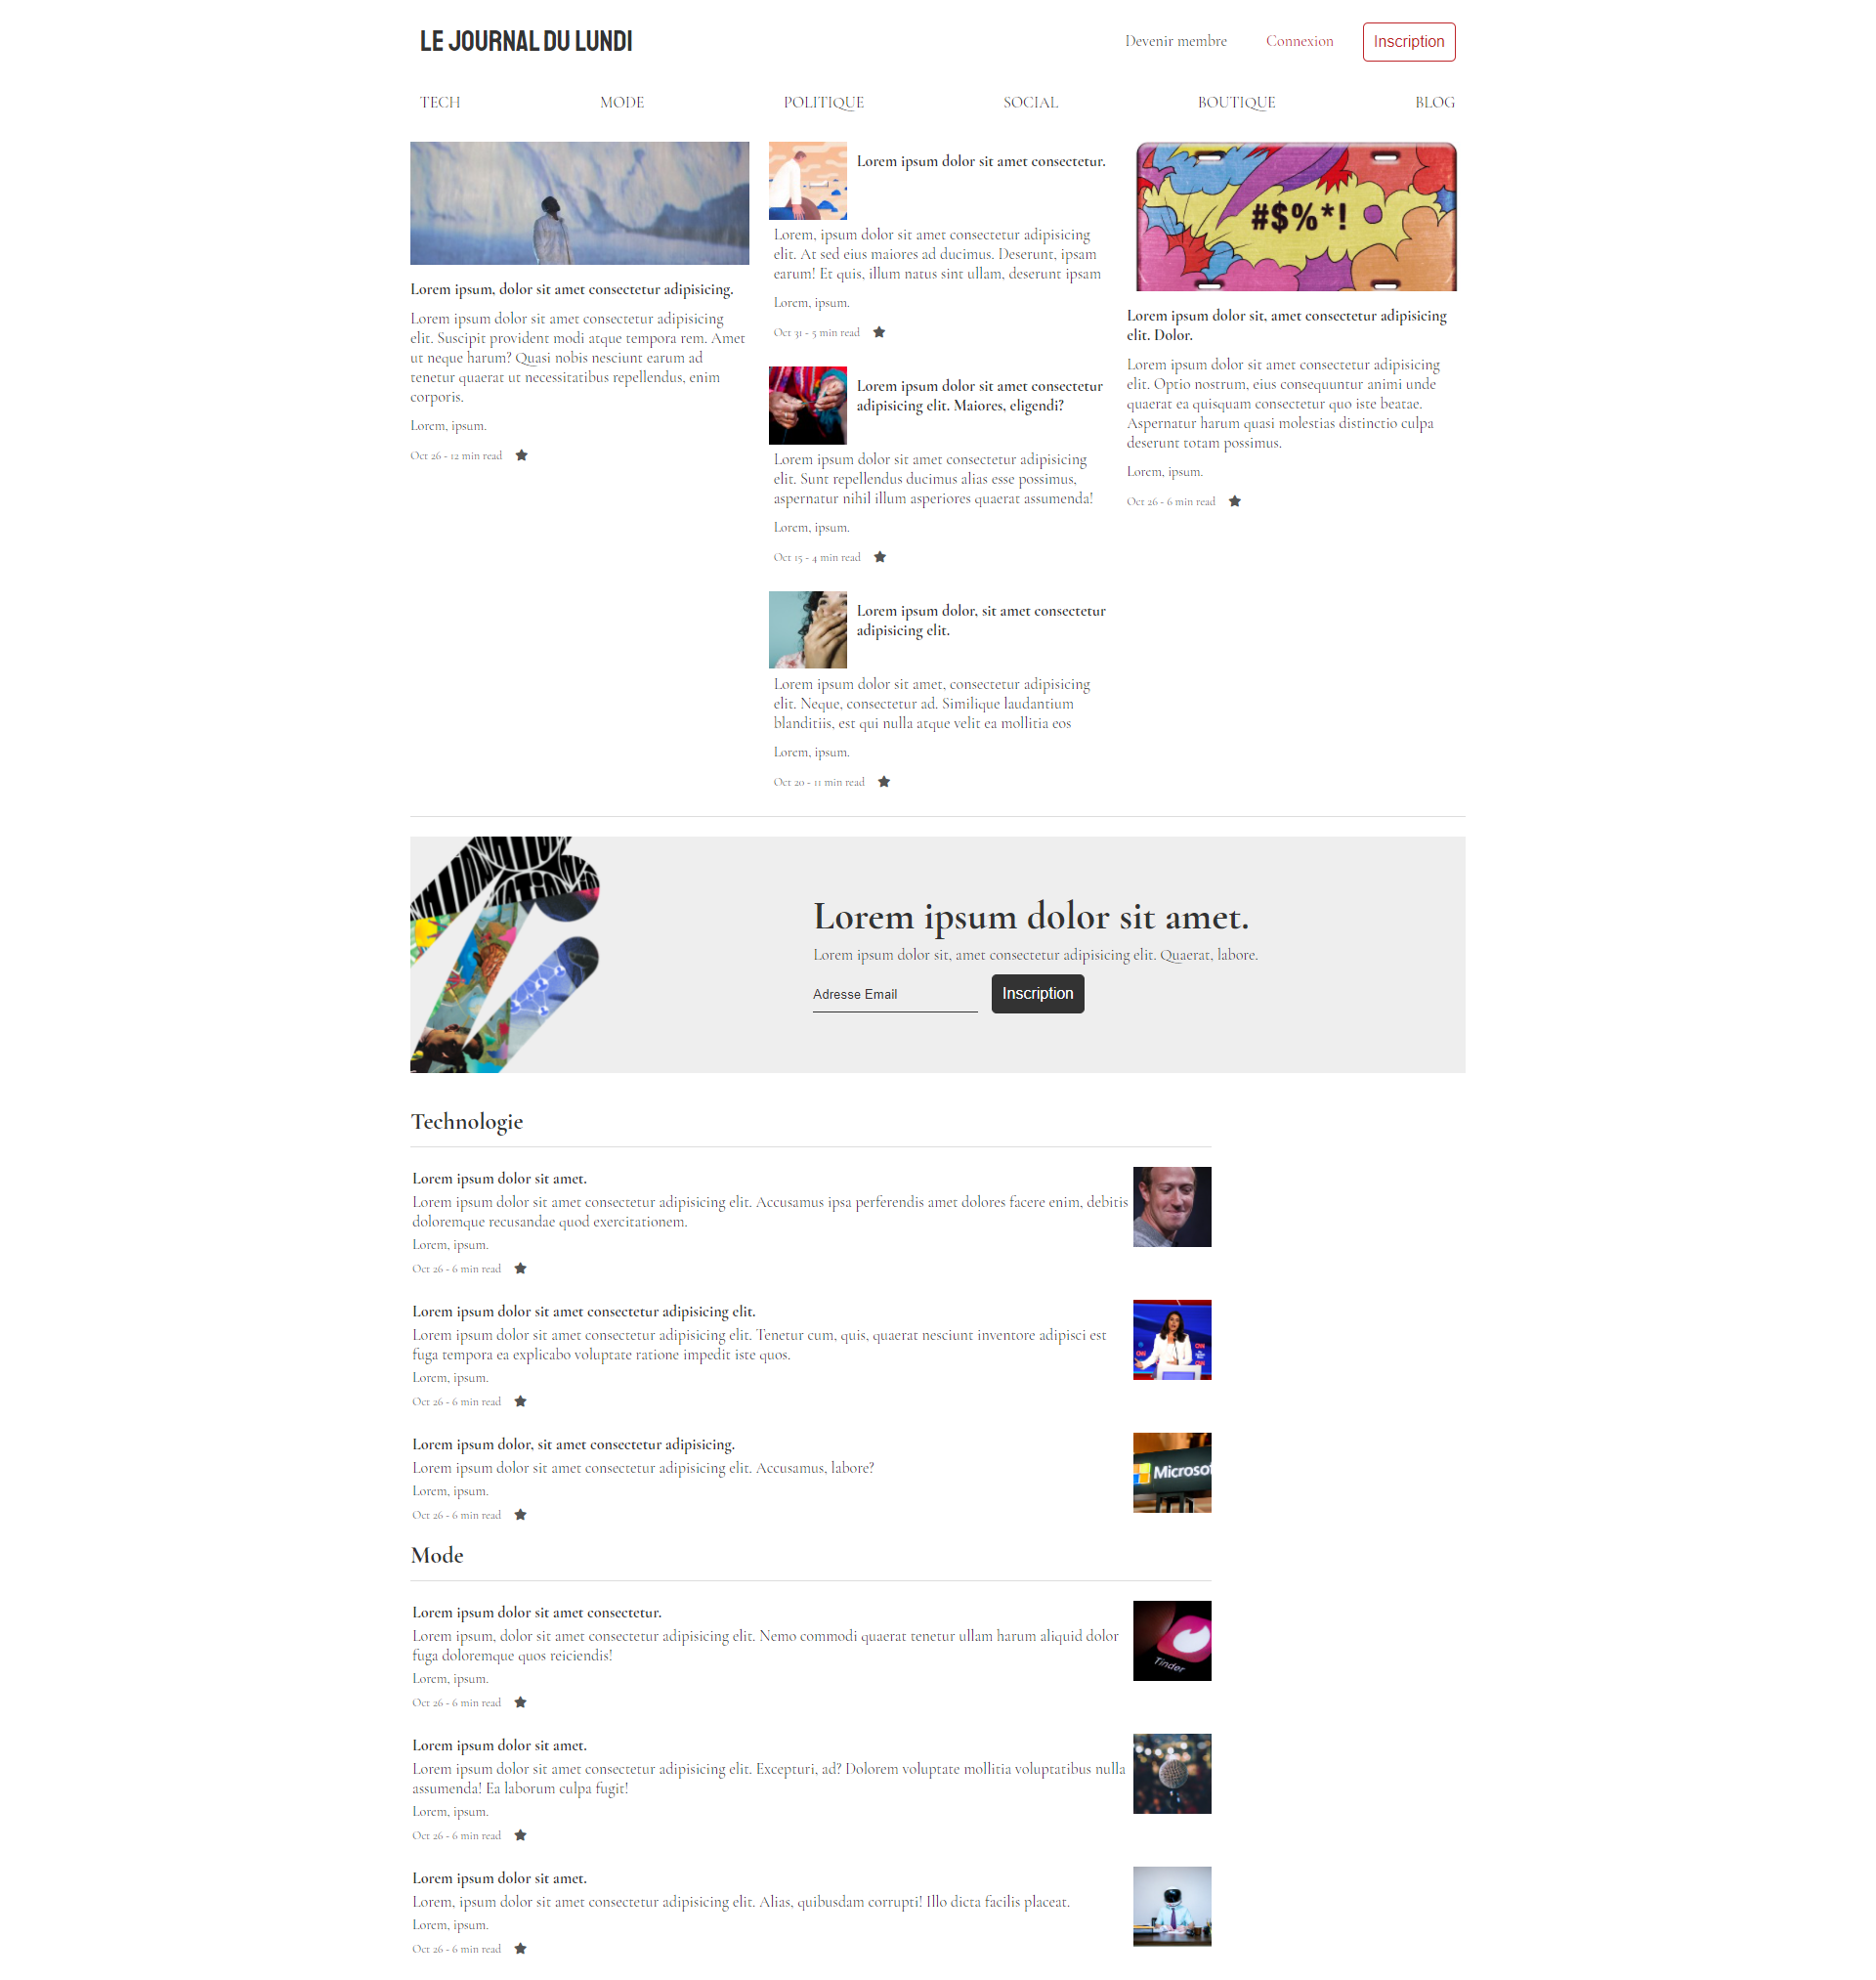 LE JOURNAL DU LUNDI
Devenir membre
Connexion
Inscription
TECH
MODE
POLITIQUE
SOCIAL
BOUTIQUE
BLOG
Lorem ipsum, dolor sit amet consectetur adipisicing.
Lorem ipsum dolor sit amet consectetur adipisicing
elit. Suscipit provident modi atque tempora rem. Amet
ut neque harum? Quasi nobis nesciunt earum ad
tenetur quaerat ut necessitatibus repellendus, enim
corporis.
Lorem, ipsum.
Oct 26 - 12 min read
Lorem ipsum dolor sit amet consectetur.
Lorem, ipsum dolor sit amet consectetur adipisicing
elit. At sed eius maiores ad ducimus. Deserunt, ipsam
earum! Et quis, illum natus sint ullam, deserunt ipsam
Lorem, ipsum.
Oct 31 - 5 min read
Lorem ipsum dolor sit amet consectetur
adipisicing elit. Maiores, eligendi?
Lorem ipsum dolor sit amet consectetur adipisicing
elit. Sunt repellendus ducimus alias esse possimus,
aspernatur nihil illum asperiores quaerat assumenda!
Lorem, ipsum.
Oct 15 - 4 min read
Lorem ipsum dolor, sit amet consectetur
adipisicing elit.
Lorem ipsum dolor sit amet, consectetur adipisicing
elit. Neque, consectetur ad. Similique laudantium
blanditiis, est qui nulla atque velit ea mollitia eos
Lorem, ipsum.
Oct 20 - 11 min read
#$%*!
Lorem ipsum dolor sit, amet consectetur adipisicing
elit. Dolor.
Lorem ipsum dolor sit amet consectetur adipisicing
elit. Optio nostrum, eius consequuntur animi unde
quaerat ea quisquam consectetur quo iste beatae.
Aspernatur harum quasi molestias distinctio culpa
deserunt totam possimus.
Lorem, ipsum.
Oct 26 - 6 min read
Lorem ipsum dolor sit amet.
Lorem ipsum dolor sit, amet consectetur adipisicing elit. Quaerat, labore.
Adresse Email
Inscription
Technologie
Lorem ipsum dolor sit amet.
Lorem ipsum dolor sit amet consectetur adipisicing elit. Accusamus ipsa perferendis amet dolores facere enim, debitis
doloremque recusandae quod exercitationem.
Lorem, ipsum.
Oct 26 - 6 min read
Lorem ipsum dolor sit amet consectetur adipisicing elit.
Lorem ipsum dolor sit amet consectetur adipisicing elit. Tenetur cum, quis, quaerat nesciunt inventore adipisci est
fuga tempora ea explicabo voluptate ratione impedit iste quos.
Lorem, ipsum.
Oct 26 - 6 min read
CNN
CNN
CNN
Lorem ipsum dolor, sit amet consectetur adipisicing.
Lorem ipsum dolor sit amet consectetur adipisicing elit. Accusamus, labore?
Lorem, ipsum.
Oct 26 - 6 min read
Microso
Mode
Lorem ipsum dolor sit amet consectetur.
Lorem ipsum, dolor sit amet consectetur adipisicing elit. Nemo commodi quaerat tenetur ullam harum aliquid dolor
fuga doloremque quos reiciendis!
Lorem, ipsum.
Oct 26 - 6 min read
Tinder
Lorem ipsum dolor sit amet.
Lorem ipsum dolor sit amet consectetur adipisicing elit. Excepturi, ad? Dolorem voluptate mollitia voluptatibus nulla
assumenda! Ea laborum culpa fugit!
Lorem, ipsum.
Oct 26 - 6 min read
Lorem ipsum dolor sit amet.
Lorem, ipsum dolor sit amet consectetur adipisicing elit. Alias, quibusdam corrupti! Illo dicta facilis placeat.
Lorem, ipsum.
Oct 26 - 6 min read